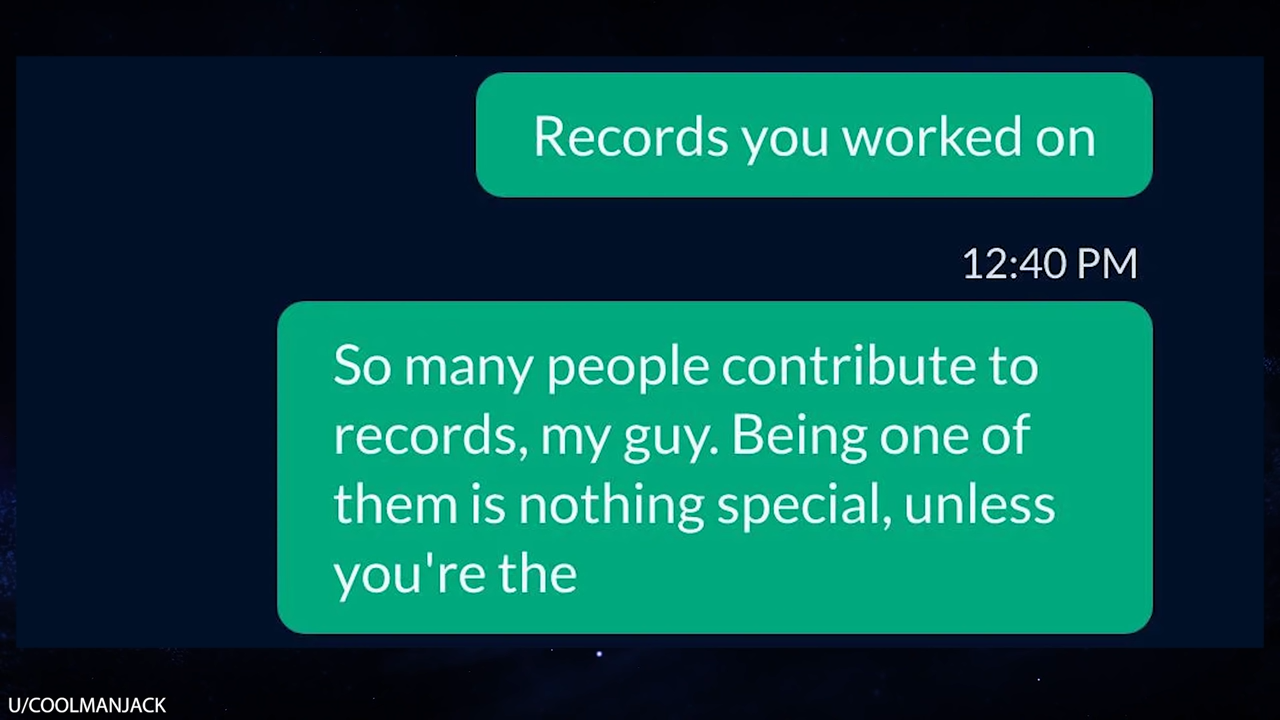 Records you worked on
12:40 PM
So many people contribute to
records, my guy. Being one of
them is nothing special, unless
you're the
U/COOLMANJACK